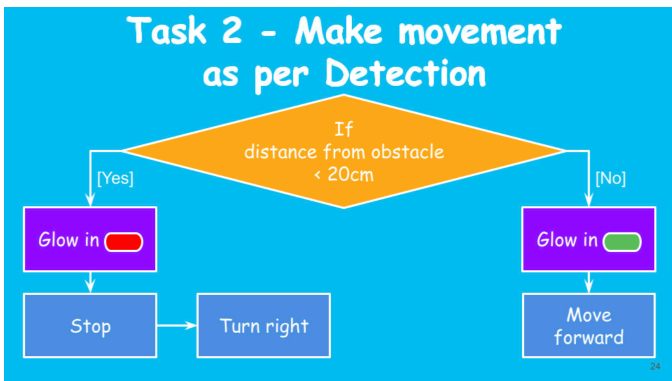 Task 2 - Make movement
as per Detection
If
distance from obstacle
< 20cm
[Yes]
[No]
Glow in
Glow in
Stop
Turn right
Move
forward
24